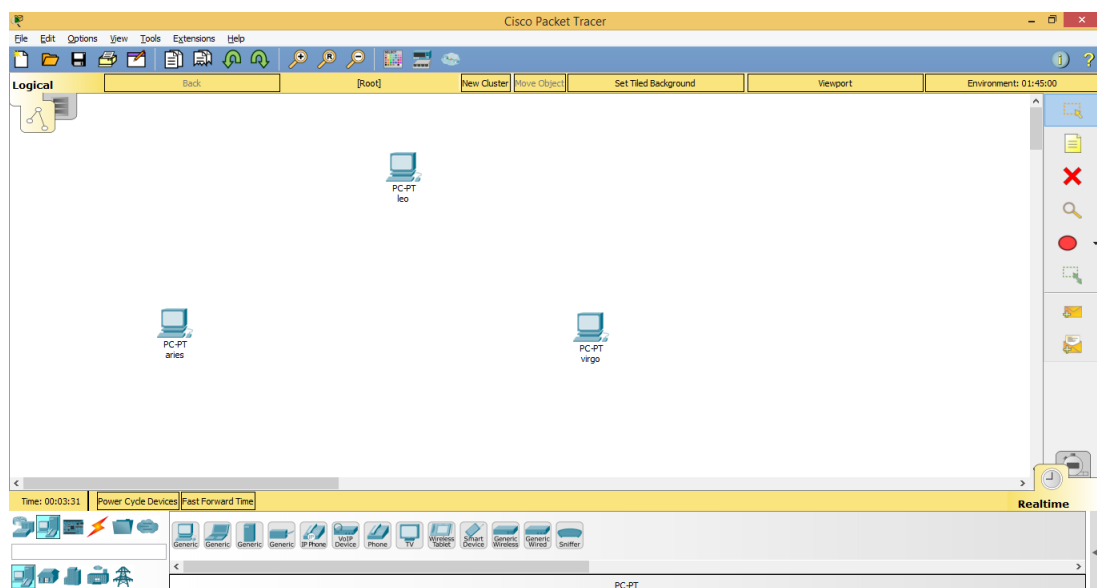 Cisco Packet Tracer
File Edit Options View Tools Extensions Help
Logical Back [Root] New Cluster Move Object Set Tiled Background Viewport Environment: 01:45:00
PC-PT
leo
PC-PT
aries
PC-PT
virgo
Time: 00:03:31 Power Cycle Devices Fast Forward Time Realtime
Generic Generic Generic Generic IP Phone VoIP Device Phone TV Wireless Tablet Smart Device Generic Wireless Generic Wired Sniffer
PC-PT